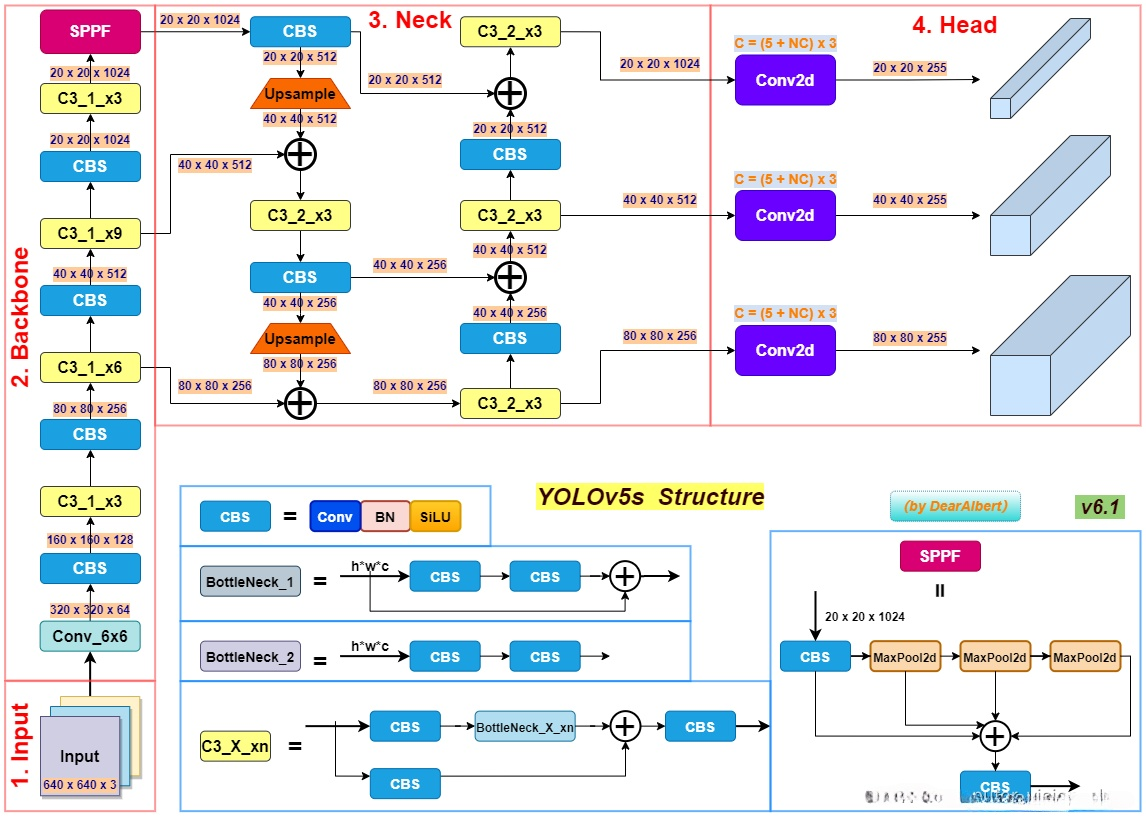 SPPF
20 x 20 x 1024
C3_1_x3
20 x 20 x 1024
CBS
C3_1_x9
40 x 40 x 512
CBS
C3_1_x6
80 x 80 x 256
CBS
C3_1_x3
160 x 160 x 128
CBS
320 x 320 x 64
Conv_6x6
2. Backbone
1. Input
Input
640 x 640 x 3
3. Neck
20 x 20 x 1024
CBS
20 x 20 x 512
Upsample
40 x 40 x 512
40 x 40 x 512
C3_2_x3
CBS
40 x 40 x 256
Upsample
80 x 80 x 256
80 x 80 x 256
80 x 80 x 256
C3_2_x3
20 x 20 x 512
20 x 20 x 512
CBS
C3_2_x3
40 x 40 x 512
40 x 40 x 256
40 x 40 x 256
CBS
C3_2_x3
20 x 20 x 1024
40 x 40 x 512
80 x 80 x 256
4. Head
C = (5 + NC) x 3
Conv2d
20 x 20 x 255
C = (5 + NC) x 3
Conv2d
40 x 40 x 255
C = (5 + NC) x 3
Conv2d
80 x 80 x 255
YOLOv5s Structure
(by DearAlbert)
v6.1
CBS = Conv BN SiLU
BottleNeck_1 = h*w*c CBS CBS
BottleNeck_2 = h*w*c CBS CBS
C3_X_xn = CBS BottleNeck_X_xn CBS
CBS
SPPF
=
20 x 20 x 1024
CBS MaxPool2d MaxPool2d MaxPool2d
CBS